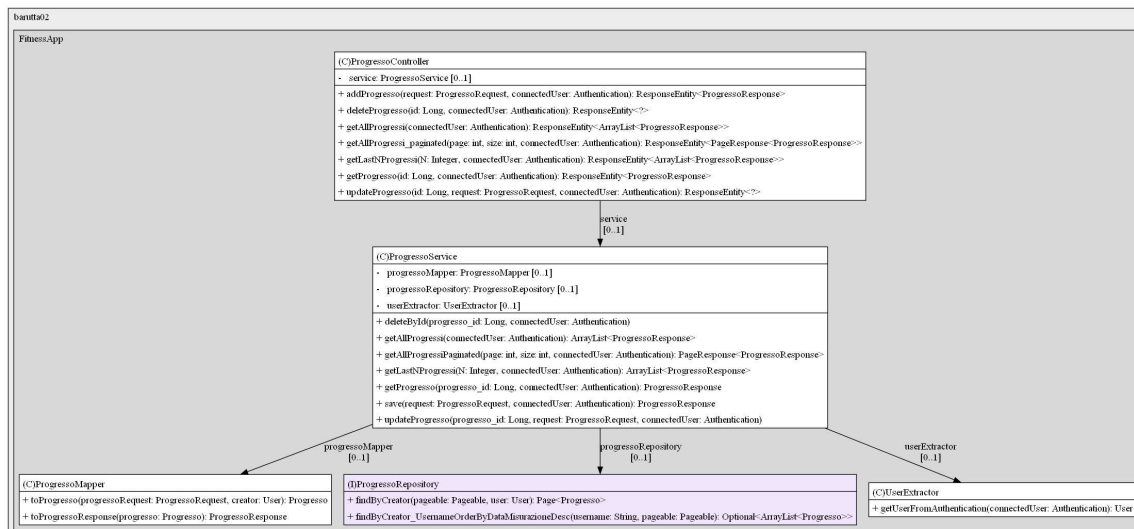 barutta02
FitnessApp
(C)ProgressoController
- service: ProgressoService [0..1]
+ addProgresso(request: ProgressoRequest, connectedUser: Authentication): ResponseEntity<ProgressoResponse>
+ deleteProgresso(id: Long, connectedUser: Authentication): ResponseEntity<?>
+ getAllProgressi(connectedUser: Authentication): ResponseEntity<ArrayList<ProgressoResponse>>
+ getAllProgressi_paginated(page: int, size: int, connectedUser: Authentication): ResponseEntity<PageResponse<ProgressoResponse>>
+ getLastNProgressi(N: Integer, connectedUser: Authentication): ResponseEntity<ArrayList<ProgressoResponse>>
+ getProgresso(id: Long, connectedUser: Authentication): ResponseEntity<ProgressoResponse>
+ updateProgresso(id: Long, request: ProgressoRequest, connectedUser: Authentication): ResponseEntity<?>
service
[0..1]
(C)ProgressoService
- progressoMapper: ProgressoMapper [0..1]
- progressoRepository: ProgressoRepository [0..1]
- userExtractor: UserExtractor [0..1]
+ deleteById(progresso_id: Long, connectedUser: Authentication)
+ getAllProgressi(connectedUser: Authentication): ArrayList<ProgressoResponse>
+ getAllProgressiPaginated(page: int, size: int, connectedUser: Authentication): PageResponse<ProgressoResponse>
+ getLastNProgressi(N: Integer, connectedUser: Authentication): ArrayList<ProgressoResponse>
+ getProgresso(progresso_id: Long, connectedUser: Authentication): ProgressoResponse
+ save(request: ProgressoRequest, connectedUser: Authentication): ProgressoResponse
+ updateProgresso(progresso_id: Long, request: ProgressoRequest, connectedUser: Authentication)
progressoMapper
[0..1]
progressoRepository
[0..1]
userExtractor
[0..1]
(C)ProgressoMapper
+ toProgresso(progressoRequest: ProgressoRequest, creator: User): Progresso
+ toProgressoResponse(progresso: Progresso): ProgressoResponse
(I)ProgressoRepository
+ findByCreator(pageable: Pageable, user: User): Page<Progresso>
+ findByCreator_UsernameOrderByDataMisurazioneDesc(username: String, pageable: Pageable): Optional<ArrayList<Progresso>>
(C)UserExtractor
+ getUserFromAuthentication(connectedUser: Authentication): User